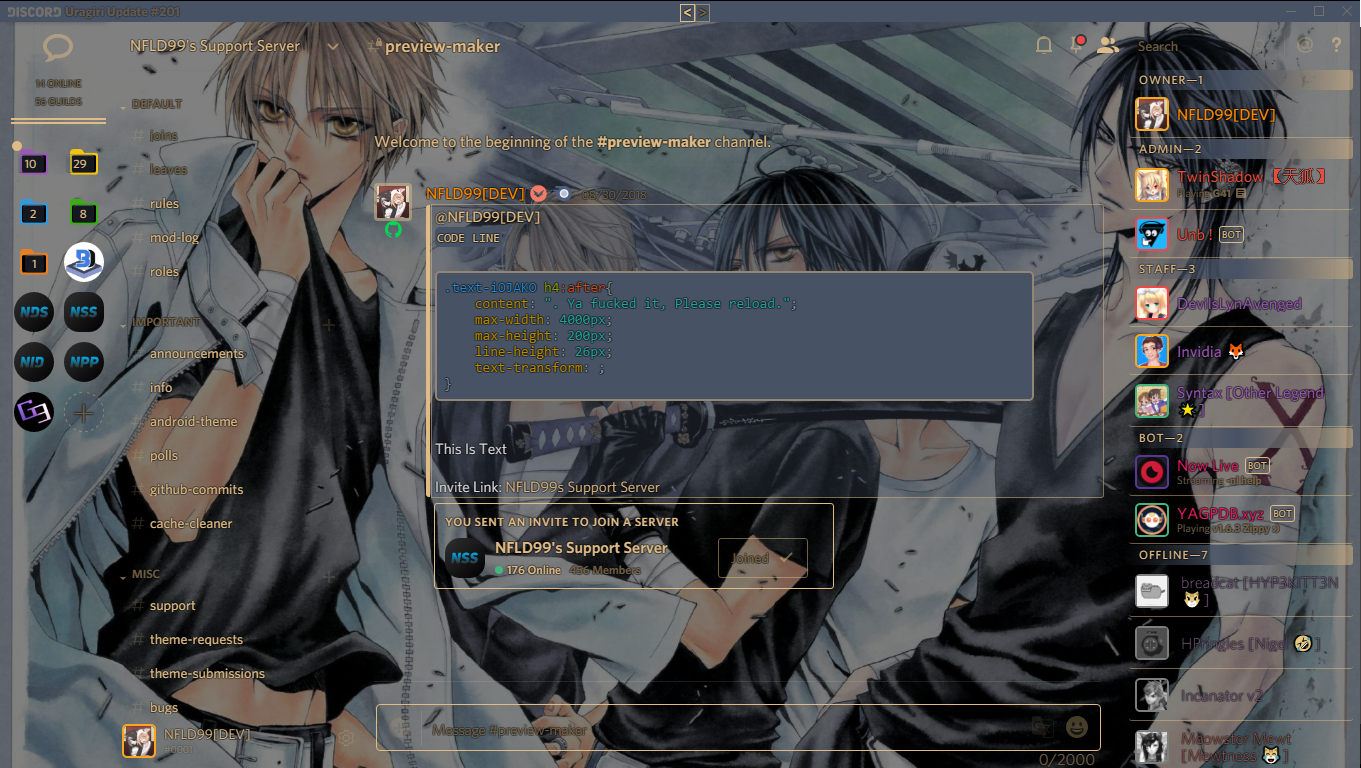 DISCORD Uragiri Update #201
< >
NFLD99's Support Server
14 ONLINE
56 GUILDS
10
29
2
8
1
NDS
NSS
NID
NPP
DEFAULT
# joins
# leaves
# rules
# mod-log
# roles
IMPORTANT
# announcements
# info
# android-theme
# polls
# github-commits
# cache-cleaner
MISC
# support
# theme-requests
# theme-submissions
# bugs
NFLD99[DEV]
#0001
# preview-maker
Welcome to the beginning of the #preview-maker channel.
NFLD99[DEV] 08/30/2018
@NFLD99[DEV]
CODE LINE
.text-iOJAKO h4:after{
content: ". Ya fucked it, Please reload.";
max-width: 4000px;
max-height: 200px;
line-height: 26px;
text-transform: ;
}
This Is Text
Invite Link: NFLD99s Support Server
YOU SENT AN INVITE TO JOIN A SERVER
NSS
NFLD99's Support Server
176 Online 496 Members
Joined
Message #preview-maker
0/2000
Search
@ ?
OWNER—1
NFLD99[DEV]
ADMIN—2
TwinShadow 【天狐】
Playing G41
Unb! BOT
STAFF—3
DevilsLynAvenged
Invidia 🦊
Syntax [Other Legend
⭐ ]
BOT—2
Now Live BOT
Streaming -nl.help
YAGPDB.xyz BOT
Playing v1.6.3 Zippy :)
OFFLINE—7
breadcat [HYP3KITT3N
🐱 ]
HPringles [Nigel 🤣 ]
Incanator v2
Maowster Mewt
[Mewtness 😹 ]